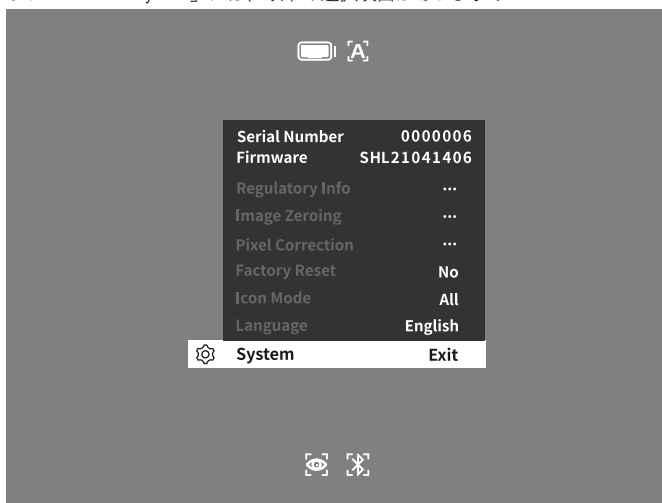 [A]
Serial Number 0000006
Firmware SHL21041406
Regulatory Info ...
Image Zeroing ...
Pixel Correction ...
Factory Reset No
Icon Mode All
Language English
System Exit